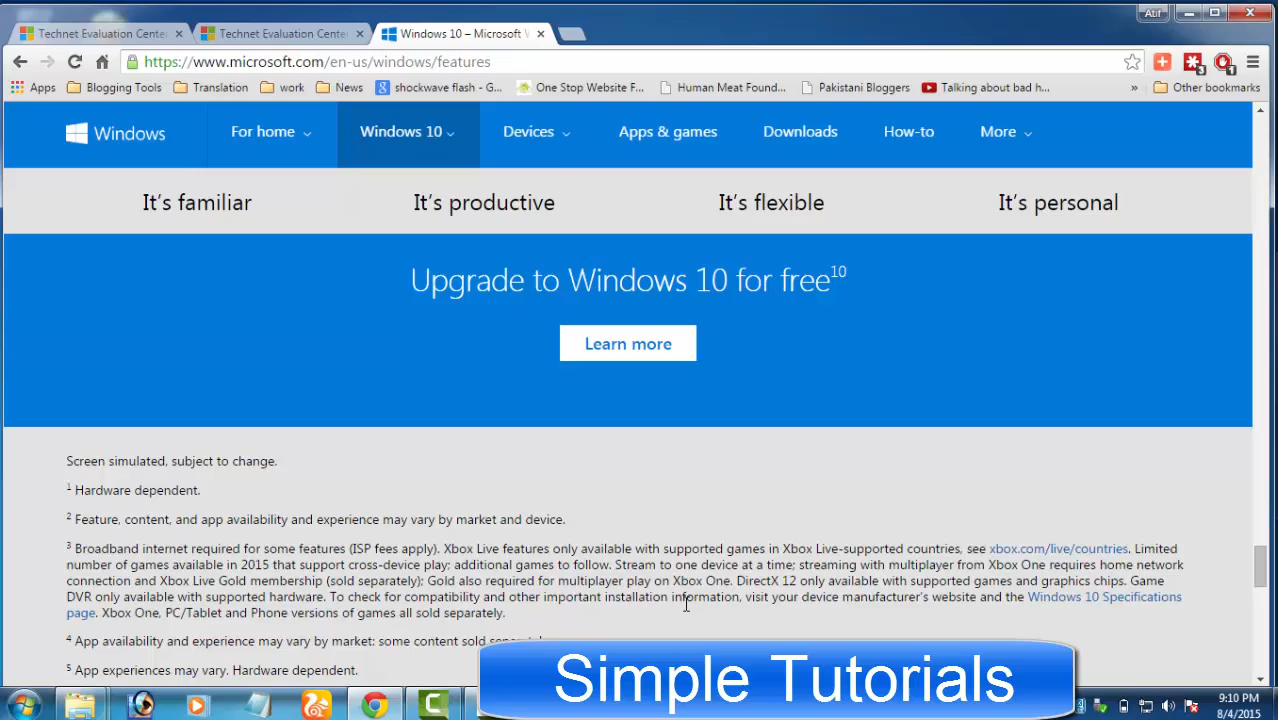 Atif
Technet Evaluation Cente
Technet Evaluation Cente
Windows 10 – Microsoft
https://www.microsoft.com/en-us/windows/features
Apps Blogging Tools Translation work News shockwave flash - G... One Stop Website F... Human Meat Found... Pakistani Bloggers Talking about bad h... » Other bookmarks
Windows For home Windows 10 Devices Apps & games Downloads How-to More
It's familiar It's productive It's flexible It's personal
Upgrade to Windows 10 for free10
Learn more
Screen simulated, subject to change.
1 Hardware dependent.
2 Feature, content, and app availability and experience may vary by market and device.
3 Broadband internet required for some features (ISP fees apply). Xbox Live features only available with supported games in Xbox Live-supported countries, see xbox.com/live/countries. Limited
number of games available in 2015 that support cross-device play; additional games to follow. Stream to one device at a time; streaming with multiplayer from Xbox One requires home network
connection and Xbox Live Gold membership (sold separately); Gold also required for multiplayer play on Xbox One. DirectX 12 only available with supported games and graphics chips. Game
DVR only available with supported hardware. To check for compatibility and other important installation information, visit your device manufacturer's website and the Windows 10 Specifications
page. Xbox One, PC/Tablet and Phone versions of games all sold separately.
4 App availability and experience may vary by market: some content sold
5 App experiences may vary. Hardware dependent.
Simple Tutorials
9:10 PM
8/4/2015